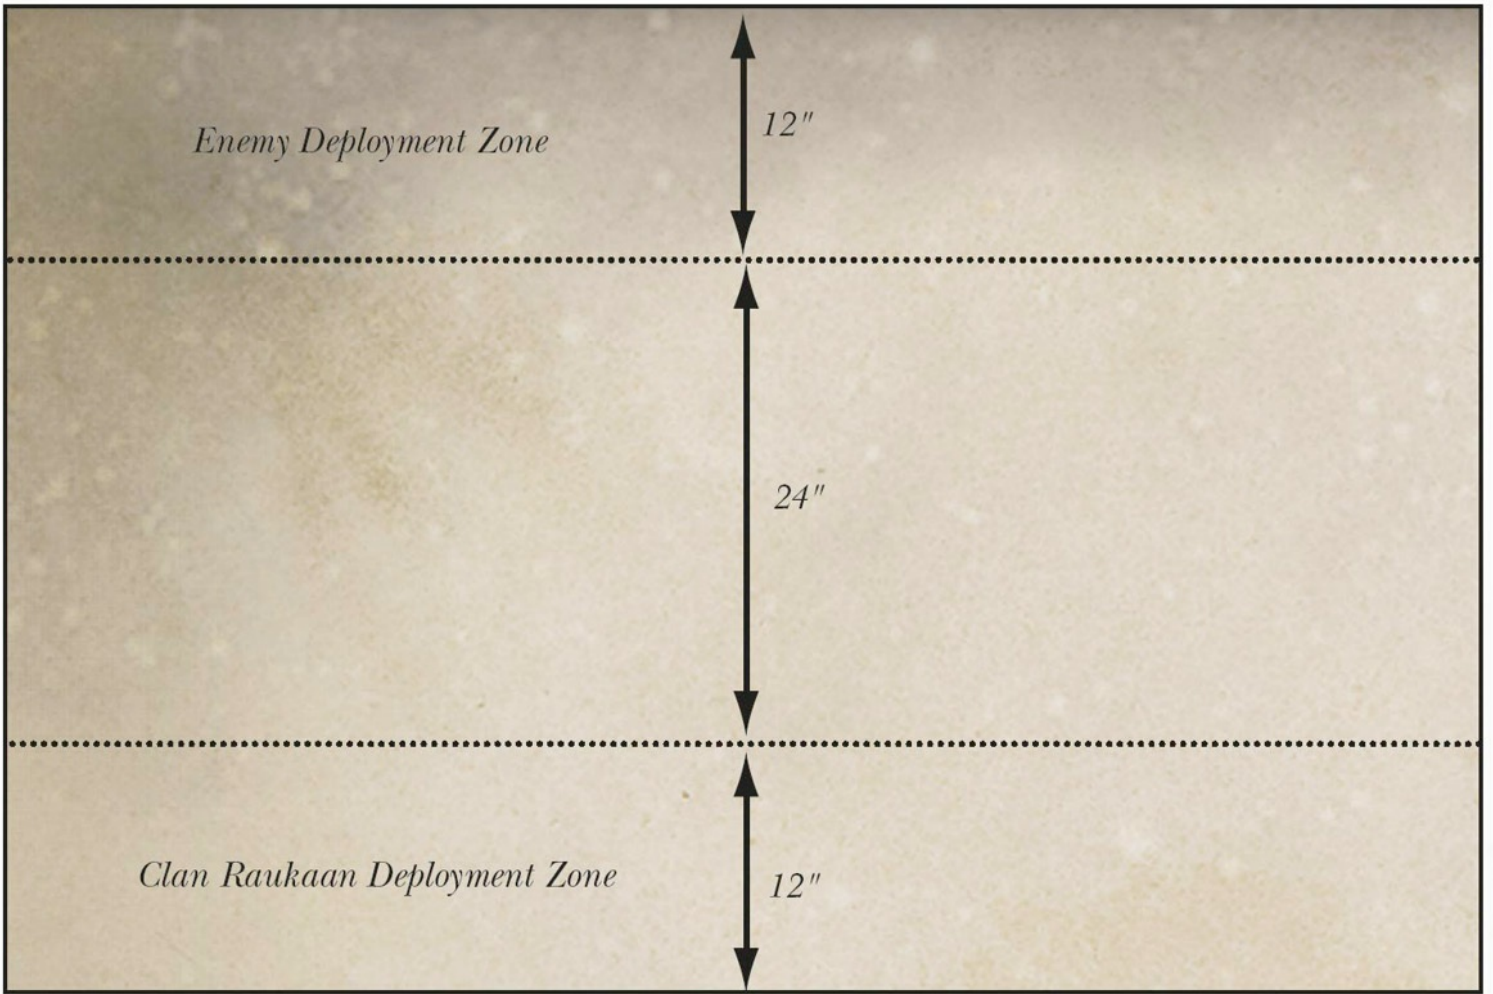 Enemy Deployment Zone
12"
24"
Clan Raukaan Deployment Zone
12"